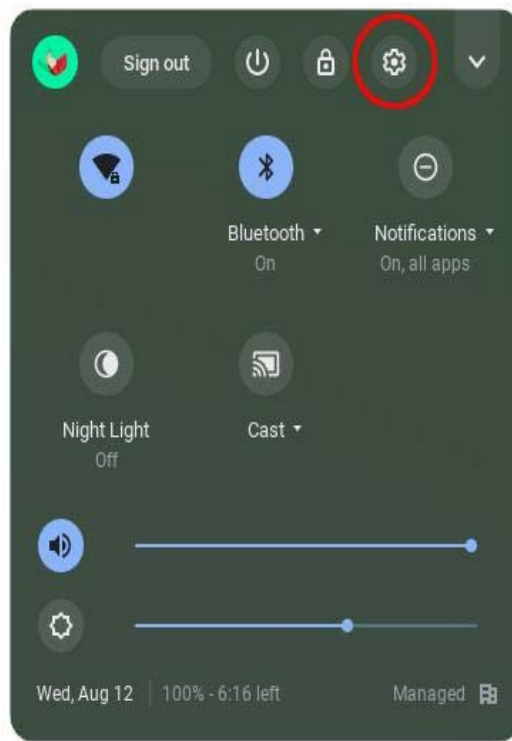 Sign out
Bluetooth Notifications
On On, all apps
Night Light Cast
Off
Wed, Aug 12 100% - 6:16 left Managed